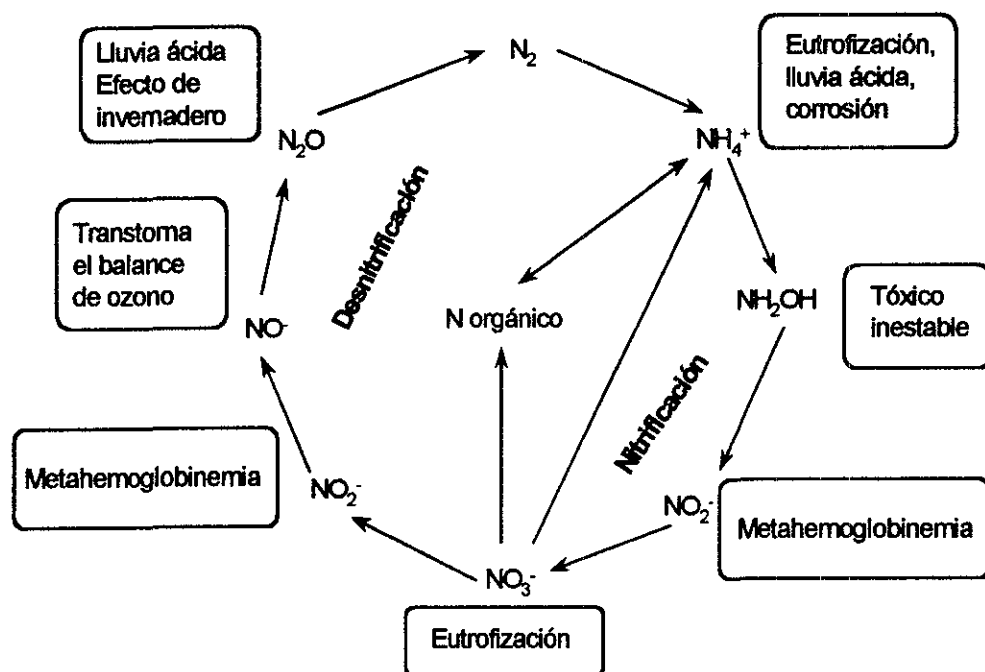 Lluvia ácida
Efecto de
invernadero
N₂
Eutrofización,
lluvia ácida,
corrosión
N₂O
NH₄⁺
Desnitrificación
Transtorna
el balance
de ozono
NO⁻
N orgánico
NH₂OH
Tóxico
inestable
Nitrificación
Metahemoglobinemia
NO₂⁻
NO₂⁻
Metahemoglobinemia
NO₃⁻
Eutrofización